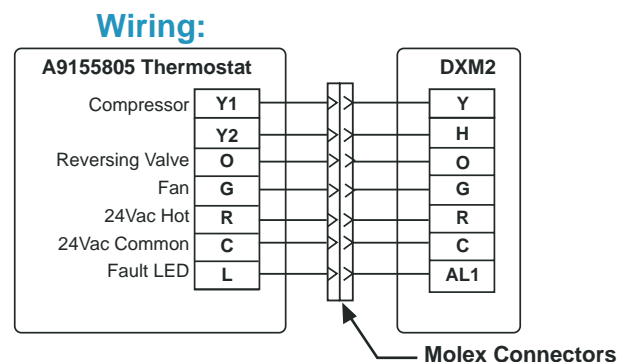 Wiring:
A9155805 Thermostat
DXM2
Compressor Y1 Y
Y2 H
Reversing Valve O O
Fan G G
24Vac Hot R R
24Vac Common C C
Fault LED L AL1
Molex Connectors